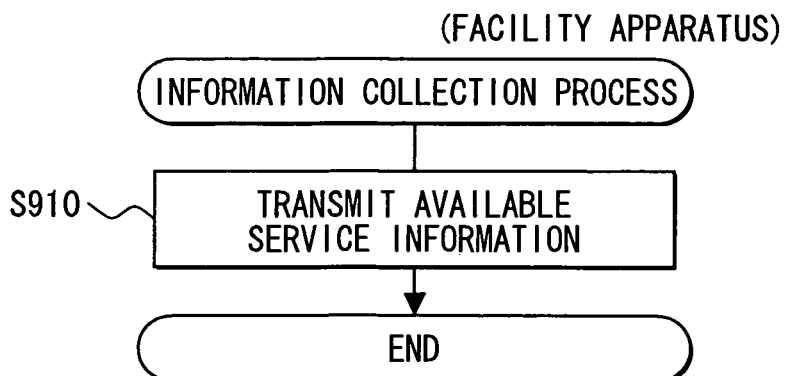 (FACILITY APPARATUS)
INFORMATION COLLECTION PROCESS
S910
TRANSMIT AVAILABLE
SERVICE INFORMATION
END